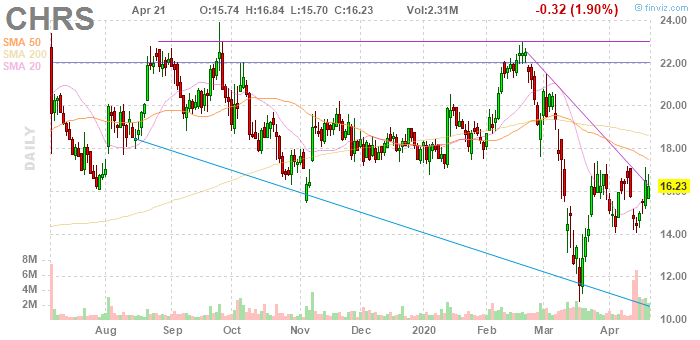 CHRS Apr 21 O:15.74 H:16.84 L:15.70 C:16.23 Vol:2.31M -0.32 (1.90%) © finviz.com
SMA 50
SMA 200
SMA 20
DAILY
24.00
22.00
20.00
18.00
16.23
14.00
12.00
10.00
8M
6M
4M
2M
Aug Sep Oct Nov Dec 2020 Feb Mar Apr